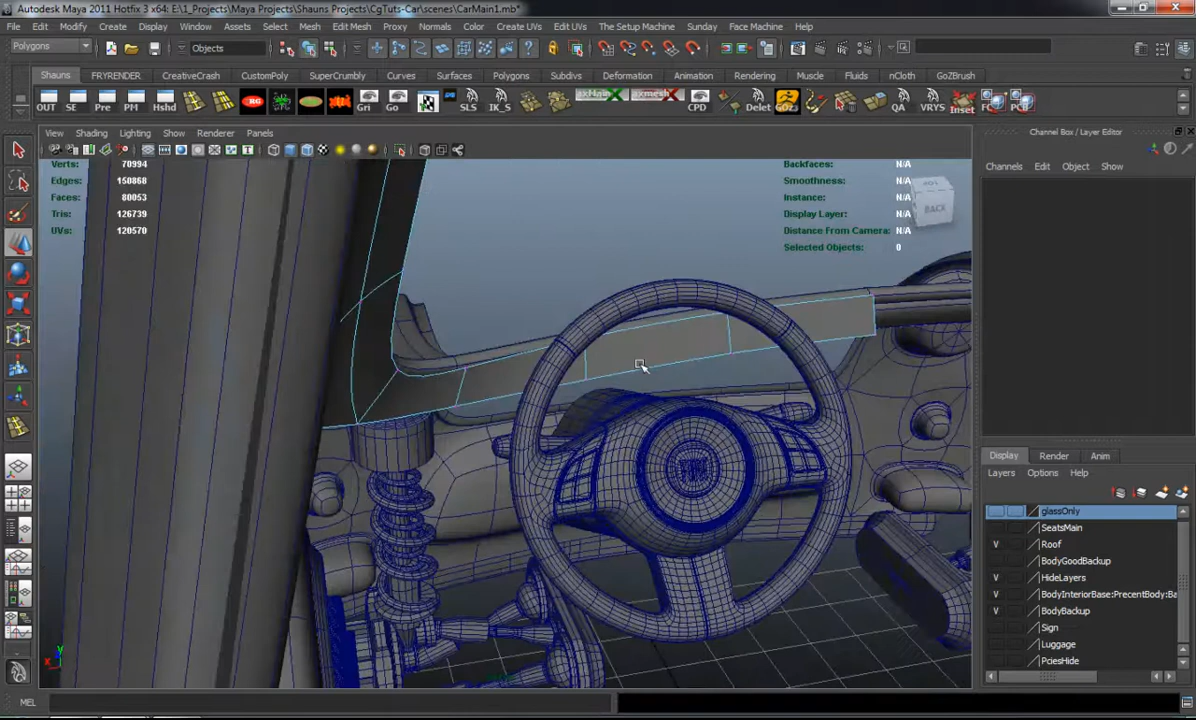 Autodesk Maya 2011 Hotfix 3 x64: E:\1_Projects\Maya Projects\Shauns Projects\CgTuts-Car\scenes\CarMain1.mb*
File Edit Modify Create Display Window Assets Select Mesh Edit Mesh Proxy Normals Color Create UVs Edit UVs The Setup Machine Muscle Sunday Face Machine Help
Polygons Objects
Shauns FRYRENDER CreativeCrash CustomPoly SuperCrumbly Curves Surfaces Polygons Subdivs Deformation Animation Rendering Muscle Fluids nCloth GoZBrush
OUT SE Pre PM Hshd RG Gri Go SLS IK_S axMainX axmeshX CPD Delet GOZ QA VRYS Inset FC PCB
View Shading Lighting Show Renderer Panels
Channel Box / Layer Editor
Channels Edit Object Show
Verts: 70994
Edges: 150868
Faces: 80053
Tris: 126739
UVs: 120570
Backfaces: N/A
Smoothness: N/A
Instance: N/A
Display Layer: N/A
Distance From Camera: N/A
Selected Objects: 0
BACK
Display Render Anim
Layers Options Help
glassOnly
SeatsMain
V Roof
BodyGoodBackup
V HideLayers
V BodyInteriorBase:PrecentBody:Ba
V BodyBackup
Sign
Luggage
PciesHide
y
x z
MEL